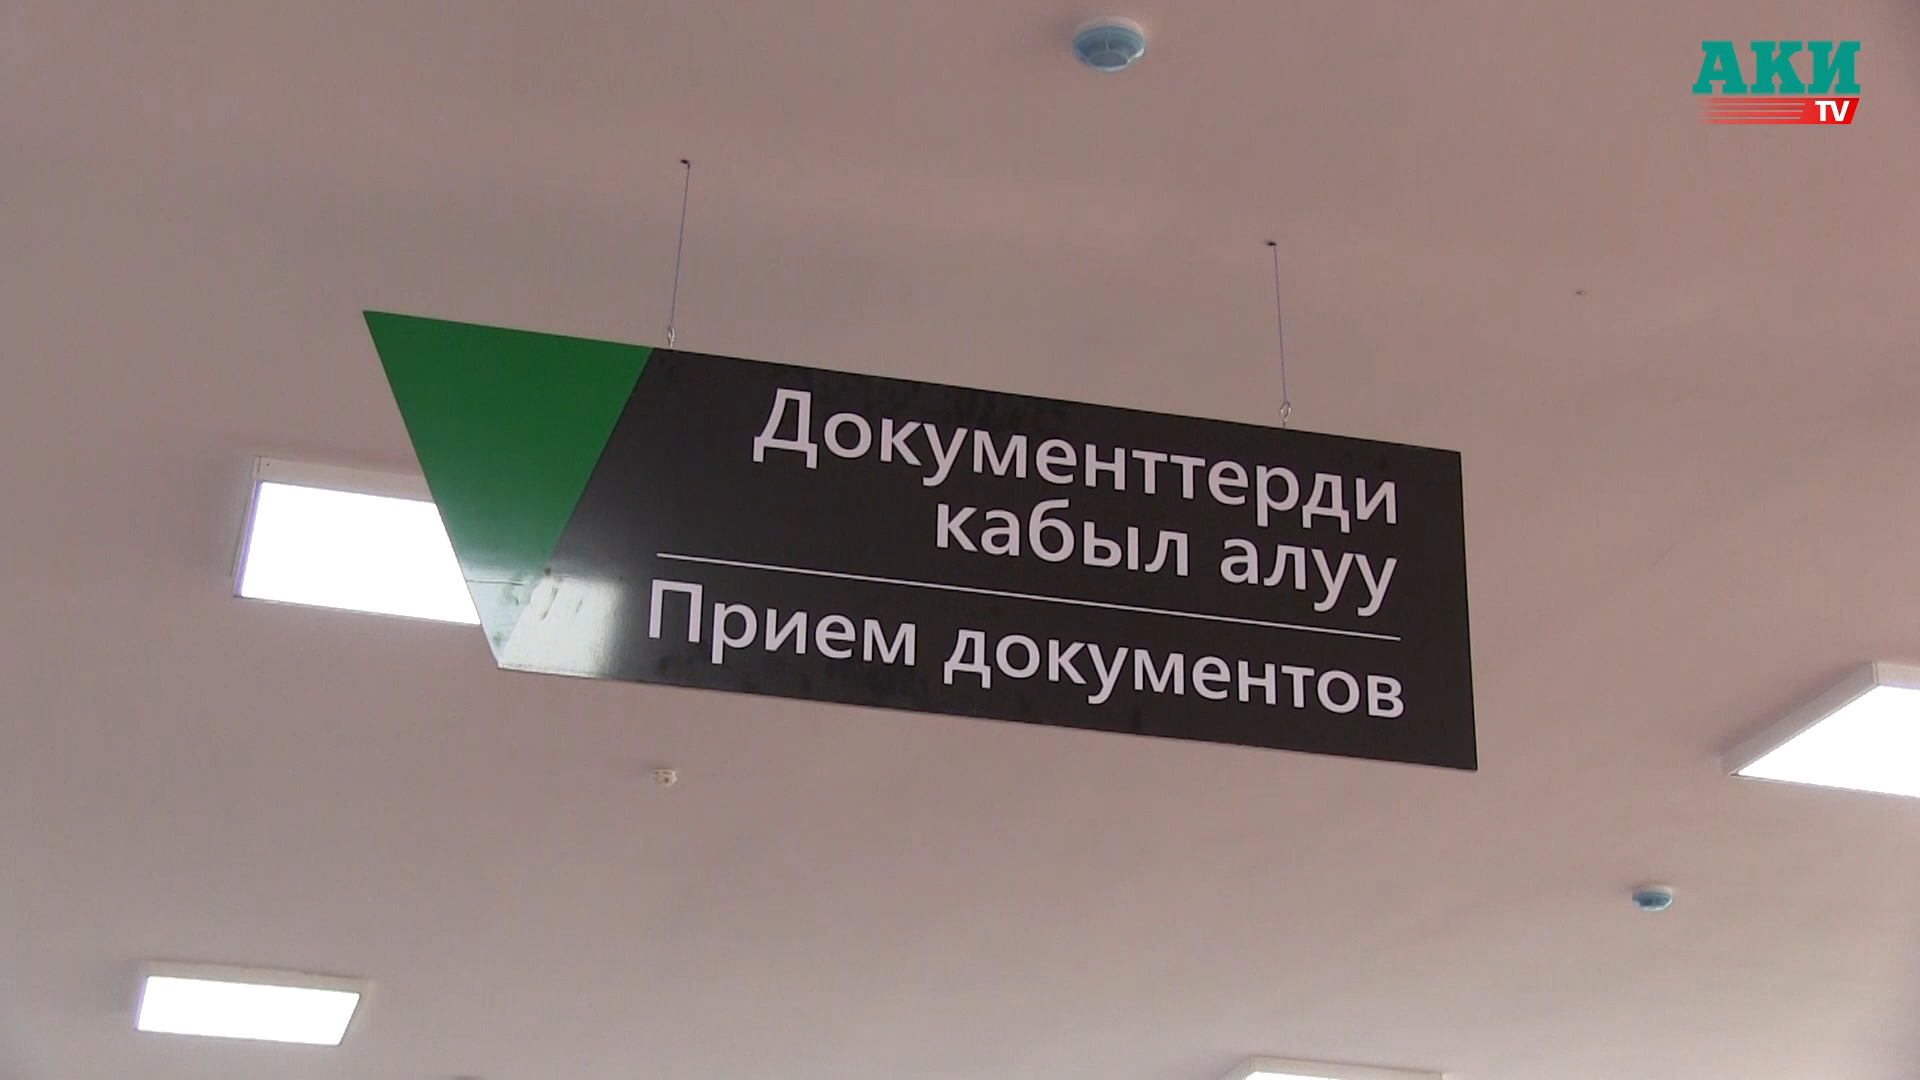 АКИ
TV
Документтерди
кабыл алуу
Прием документов